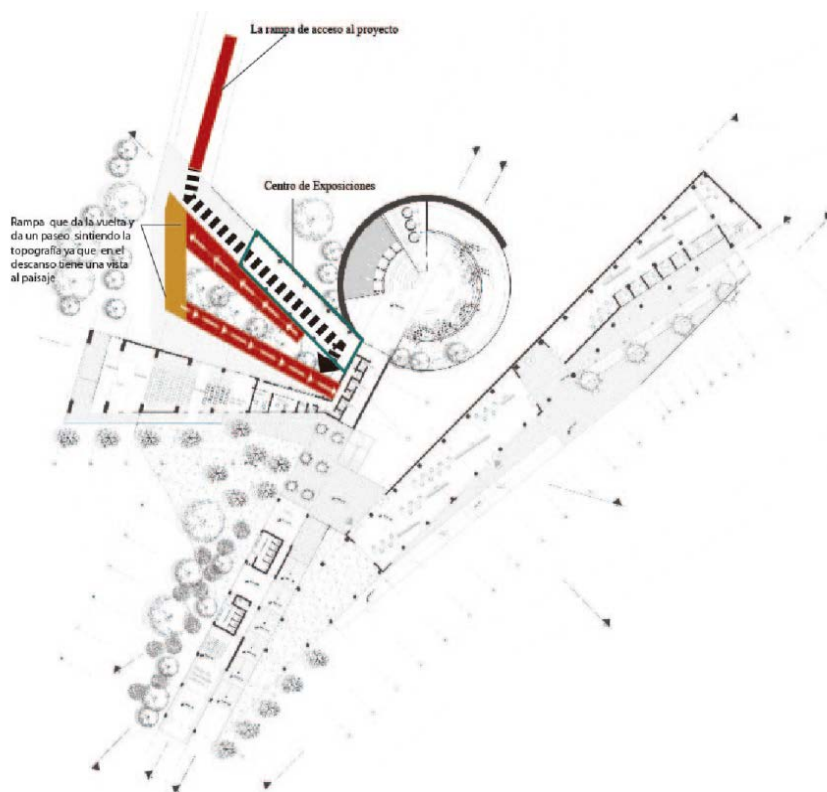 La rampa de acceso al proyecto
Centro de Exposiciones
Rampa que da la vuelta y
da un paseo sintiendo la
topografía ya que en el
descanso tiene una vista
al paisaje